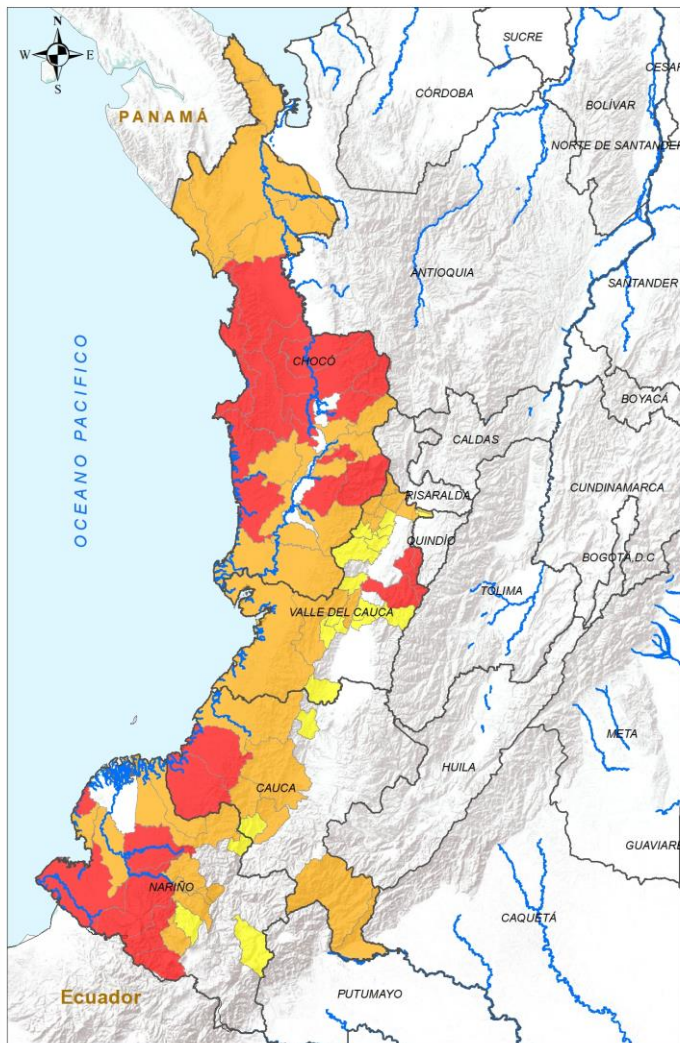 N
W E
S
SUCRE
CESAR
CÓRDOBA
BOLÍVAR
PANAMÁ
NORTE DE SANTANDER
ANTIOQUIA
SANTANDER
OCEANO PACIFICO
CHOCÓ
BOYACÁ
CALDAS
RISARALDA
CUNDINAMARCA
QUINDÍO
BOGOTÁ, D.C
TOLIMA
VALLE DEL CAUCA
META
HUILA
CAUCA
GUAVIARE
NARIÑO
CAQUETÁ
Ecuador
PUTUMAYO